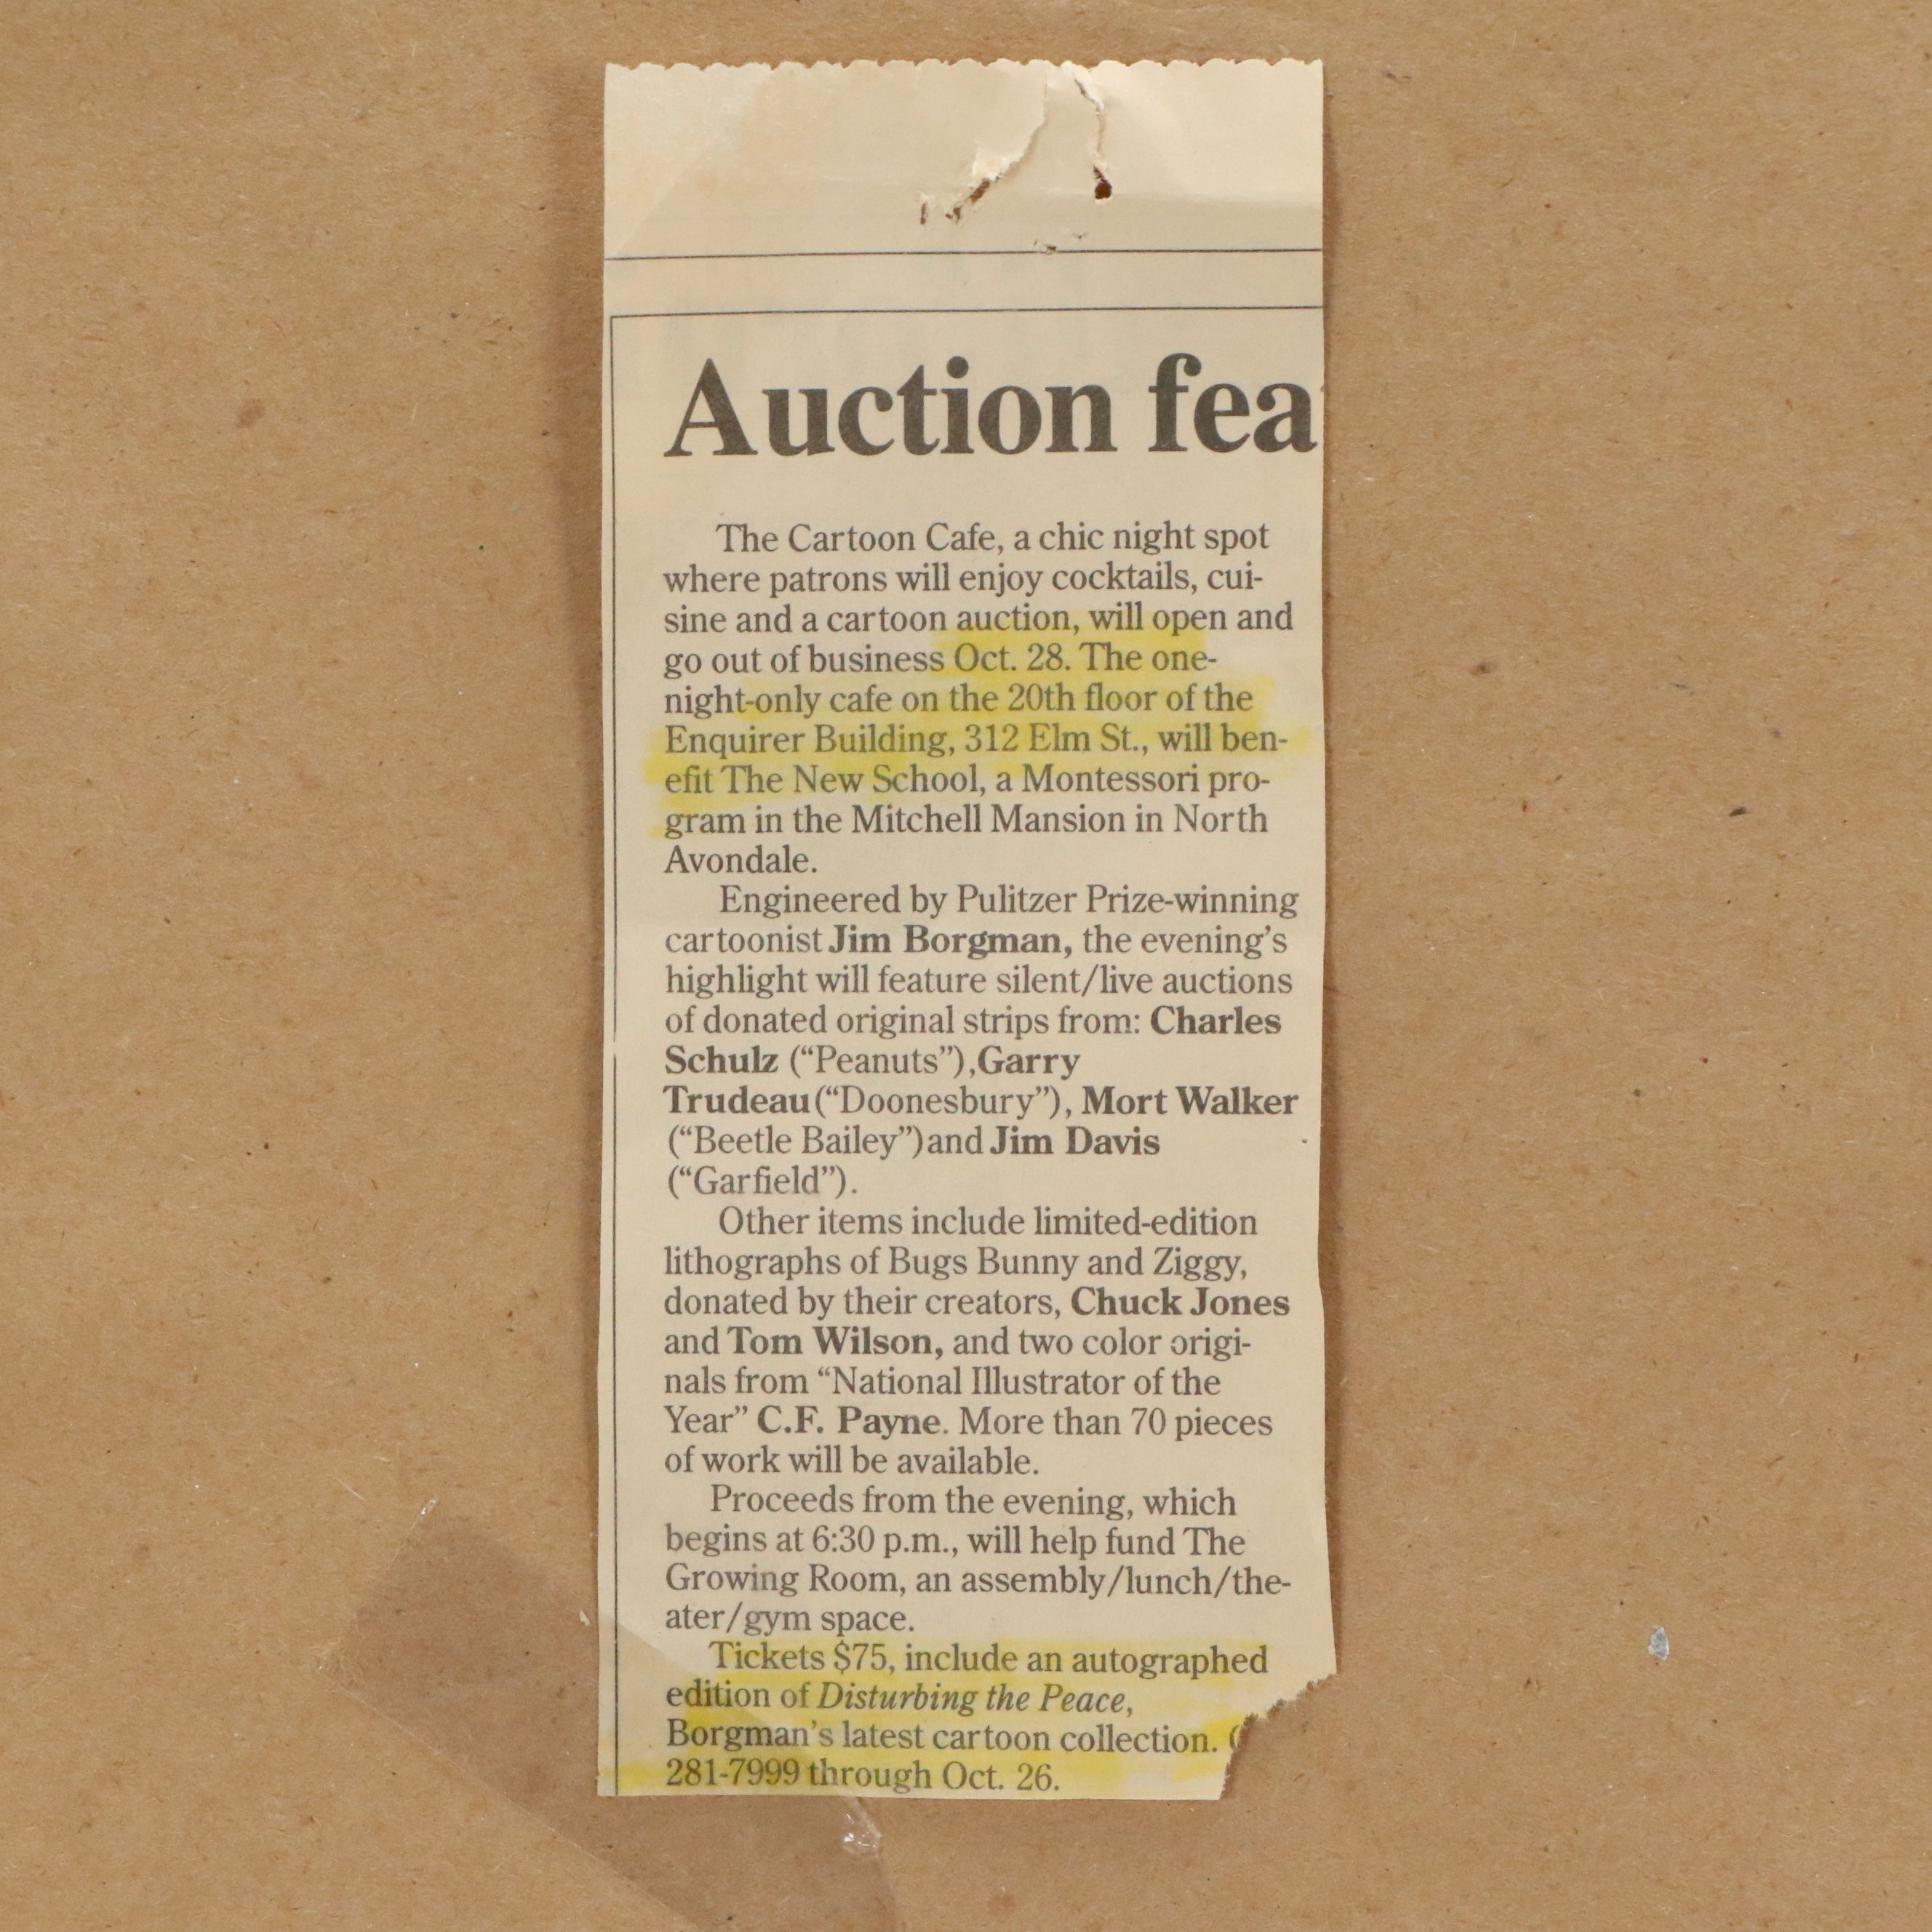 Auction fea
The Cartoon Cafe, a chic night spot
where patrons will enjoy cocktails, cui-
sine and a cartoon auction, will open and
go out of business Oct. 28. The one-
night-only cafe on the 20th floor of the
Enquirer Building, 312 Elm St., will ben-
efit The New School, a Montessori pro-
gram in the Mitchell Mansion in North
Avondale.
Engineered by Pulitzer Prize-winning
cartoonist Jim Borgman, the evening's
highlight will feature silent/live auctions
of donated original strips from: Charles
Schulz (“Peanuts”),Garry
Trudeau(“Doonesbury”), Mort Walker
(“Beetle Bailey”)and Jim Davis
(“Garfield”).
Other items include limited-edition
lithographs of Bugs Bunny and Ziggy,
donated by their creators, Chuck Jones
and Tom Wilson, and two color origi-
nals from “National Illustrator of the
Year” C.F. Payne. More than 70 pieces
of work will be available.
Proceeds from the evening, which
begins at 6:30 p.m., will help fund The
Growing Room, an assembly/lunch/the-
ater/gym space.
Tickets $75, include an autographed
edition of Disturbing the Peace,
Borgman's latest cartoon collection.
281-7999 through Oct. 26.